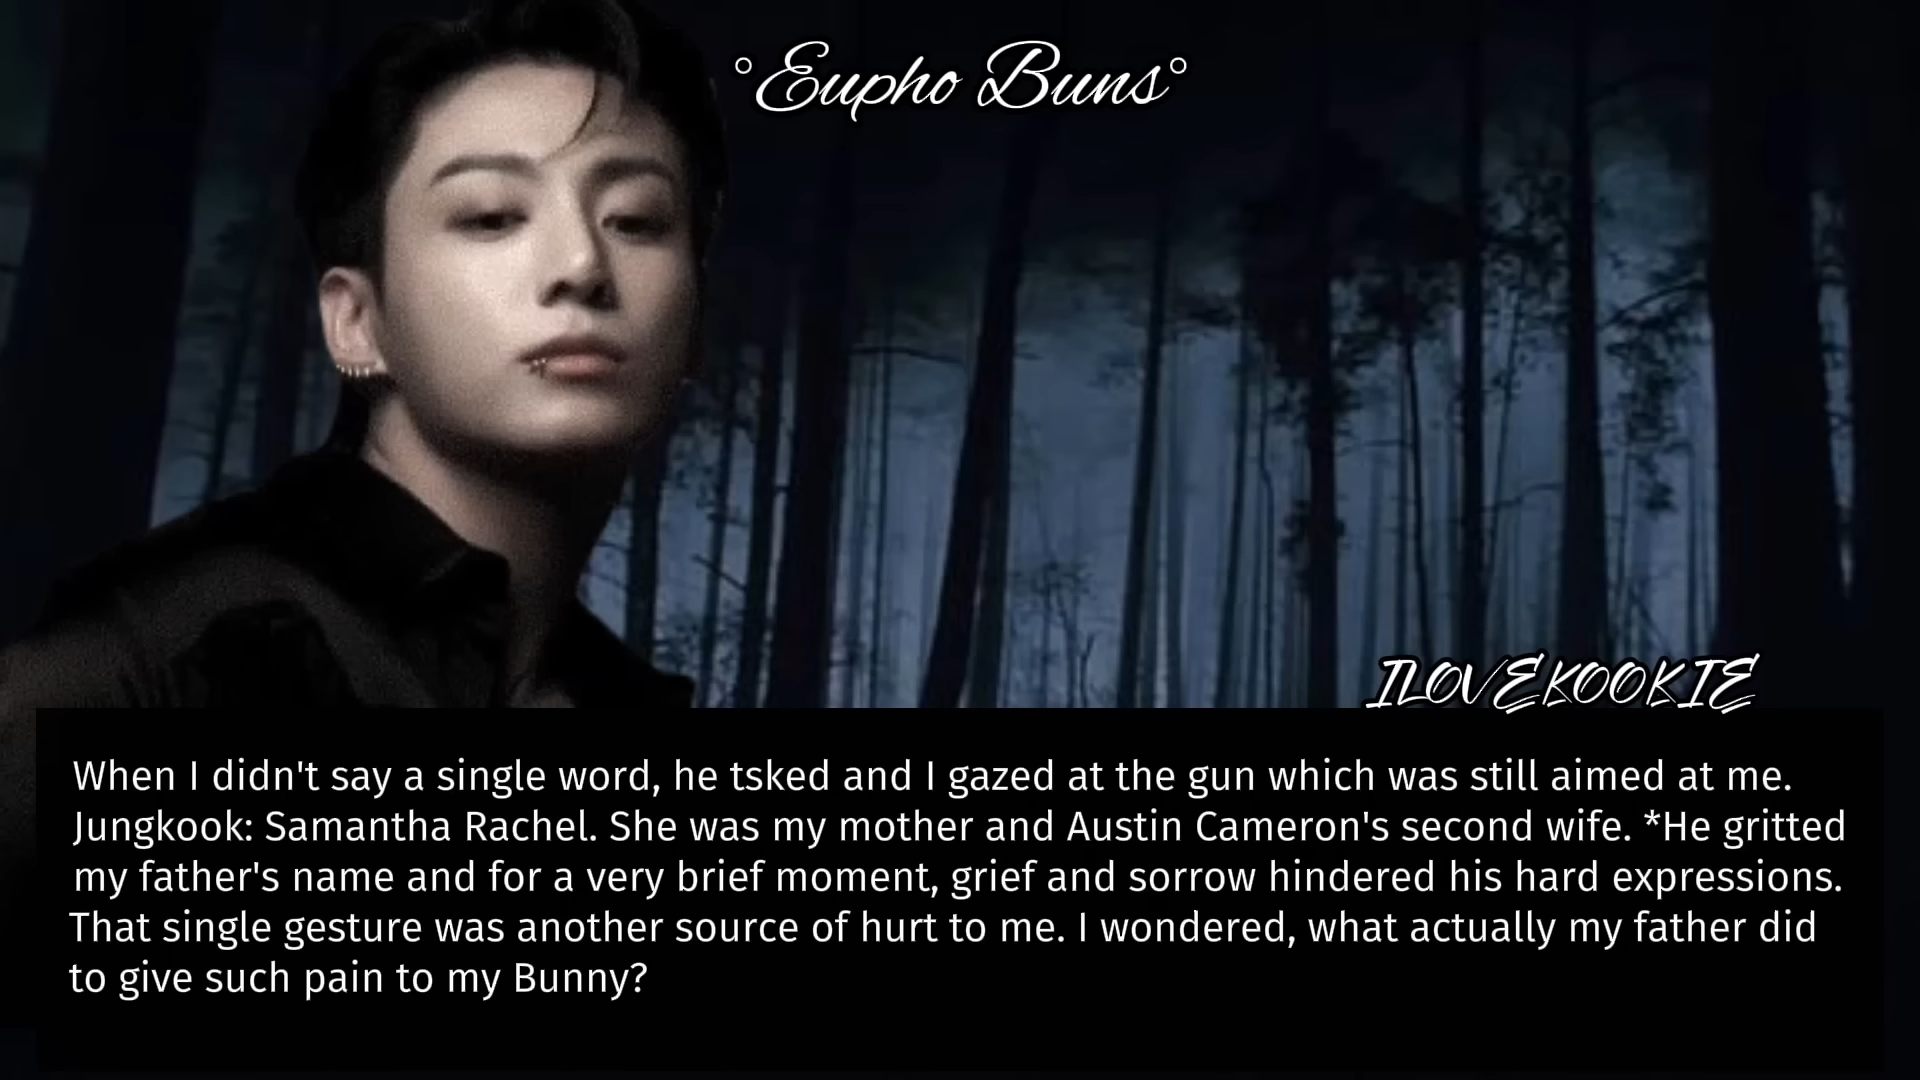 °Eupho Buns°
ILOVEKOOKIE
When I didn't say a single word, he tsked and I gazed at the gun which was still aimed at me.
Jungkook: Samantha Rachel. She was my mother and Austin Cameron's second wife. *He gritted
my father's name and for a very brief moment, grief and sorrow hindered his hard expressions.
That single gesture was another source of hurt to me. I wondered, what actually my father did
to give such pain to my Bunny?